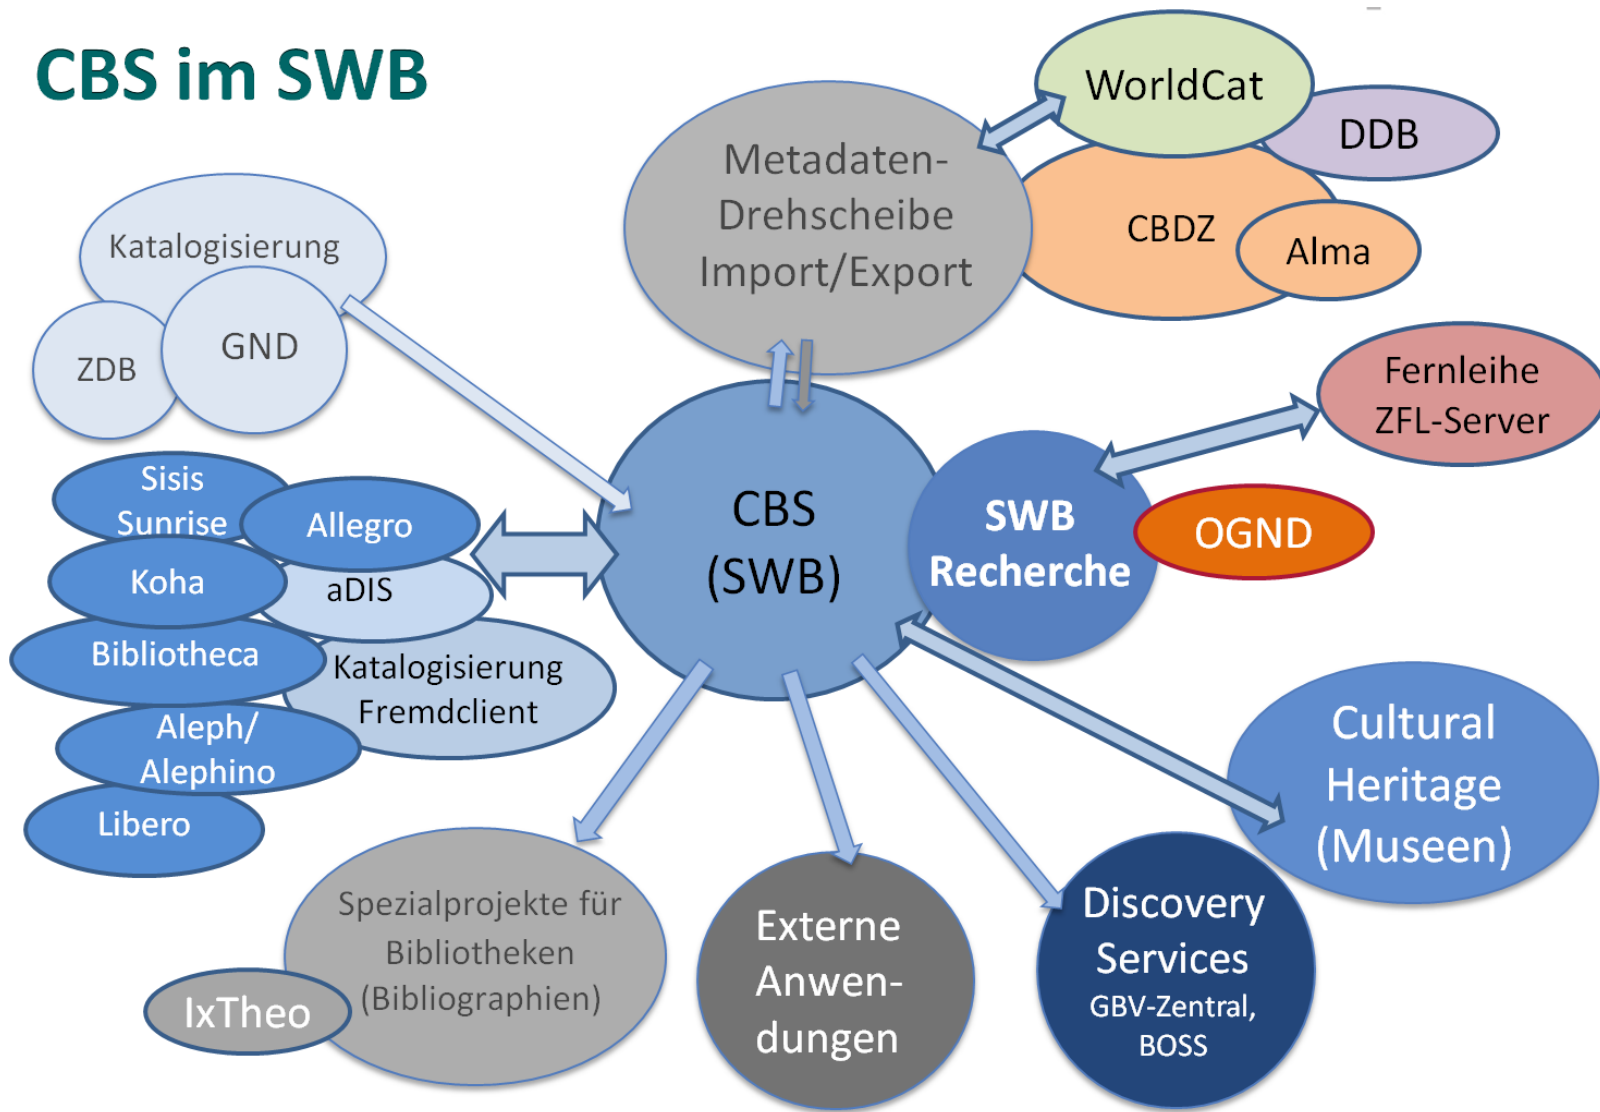 CBS im SWB
WorldCat
DDB
Metadaten-
Drehscheibe
Import/Export
CBDZ
Alma
Katalogisierung
GND
ZDB
Fernleihe
ZFL-Server
Sisis
Sunrise
Allegro
Koha
aDIS
Bibliotheca
Katalogisierung
Fremdclient
Aleph/
Alephino
Libero
CBS
(SWB)
SWB
Recherche
OGND
Cultural
Heritage
(Museen)
Spezialprojekte für
Bibliotheken
(Bibliographien)
IxTheo
Externe
Anwen-
dungen
Discovery
Services
GBV-Zentral,
BOSS